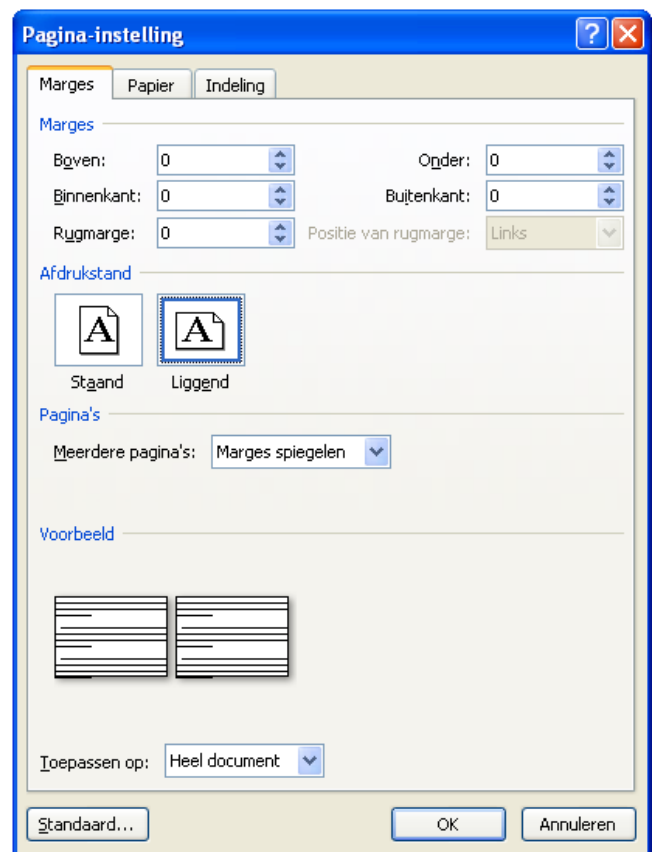 Pagina-instelling
Marges Papier Indeling
Marges
Boven: 0 Onder: 0
Binnenkant: 0 Buitenkant: 0
Rugmarge: 0 Positie van rugmarge: Links
Afdrukstand
A A
Staand Liggend
Pagina's
Meerdere pagina's: Marges spiegelen
Voorbeeld
Toepassen op: Heel document
Standaard... OK Annuleren